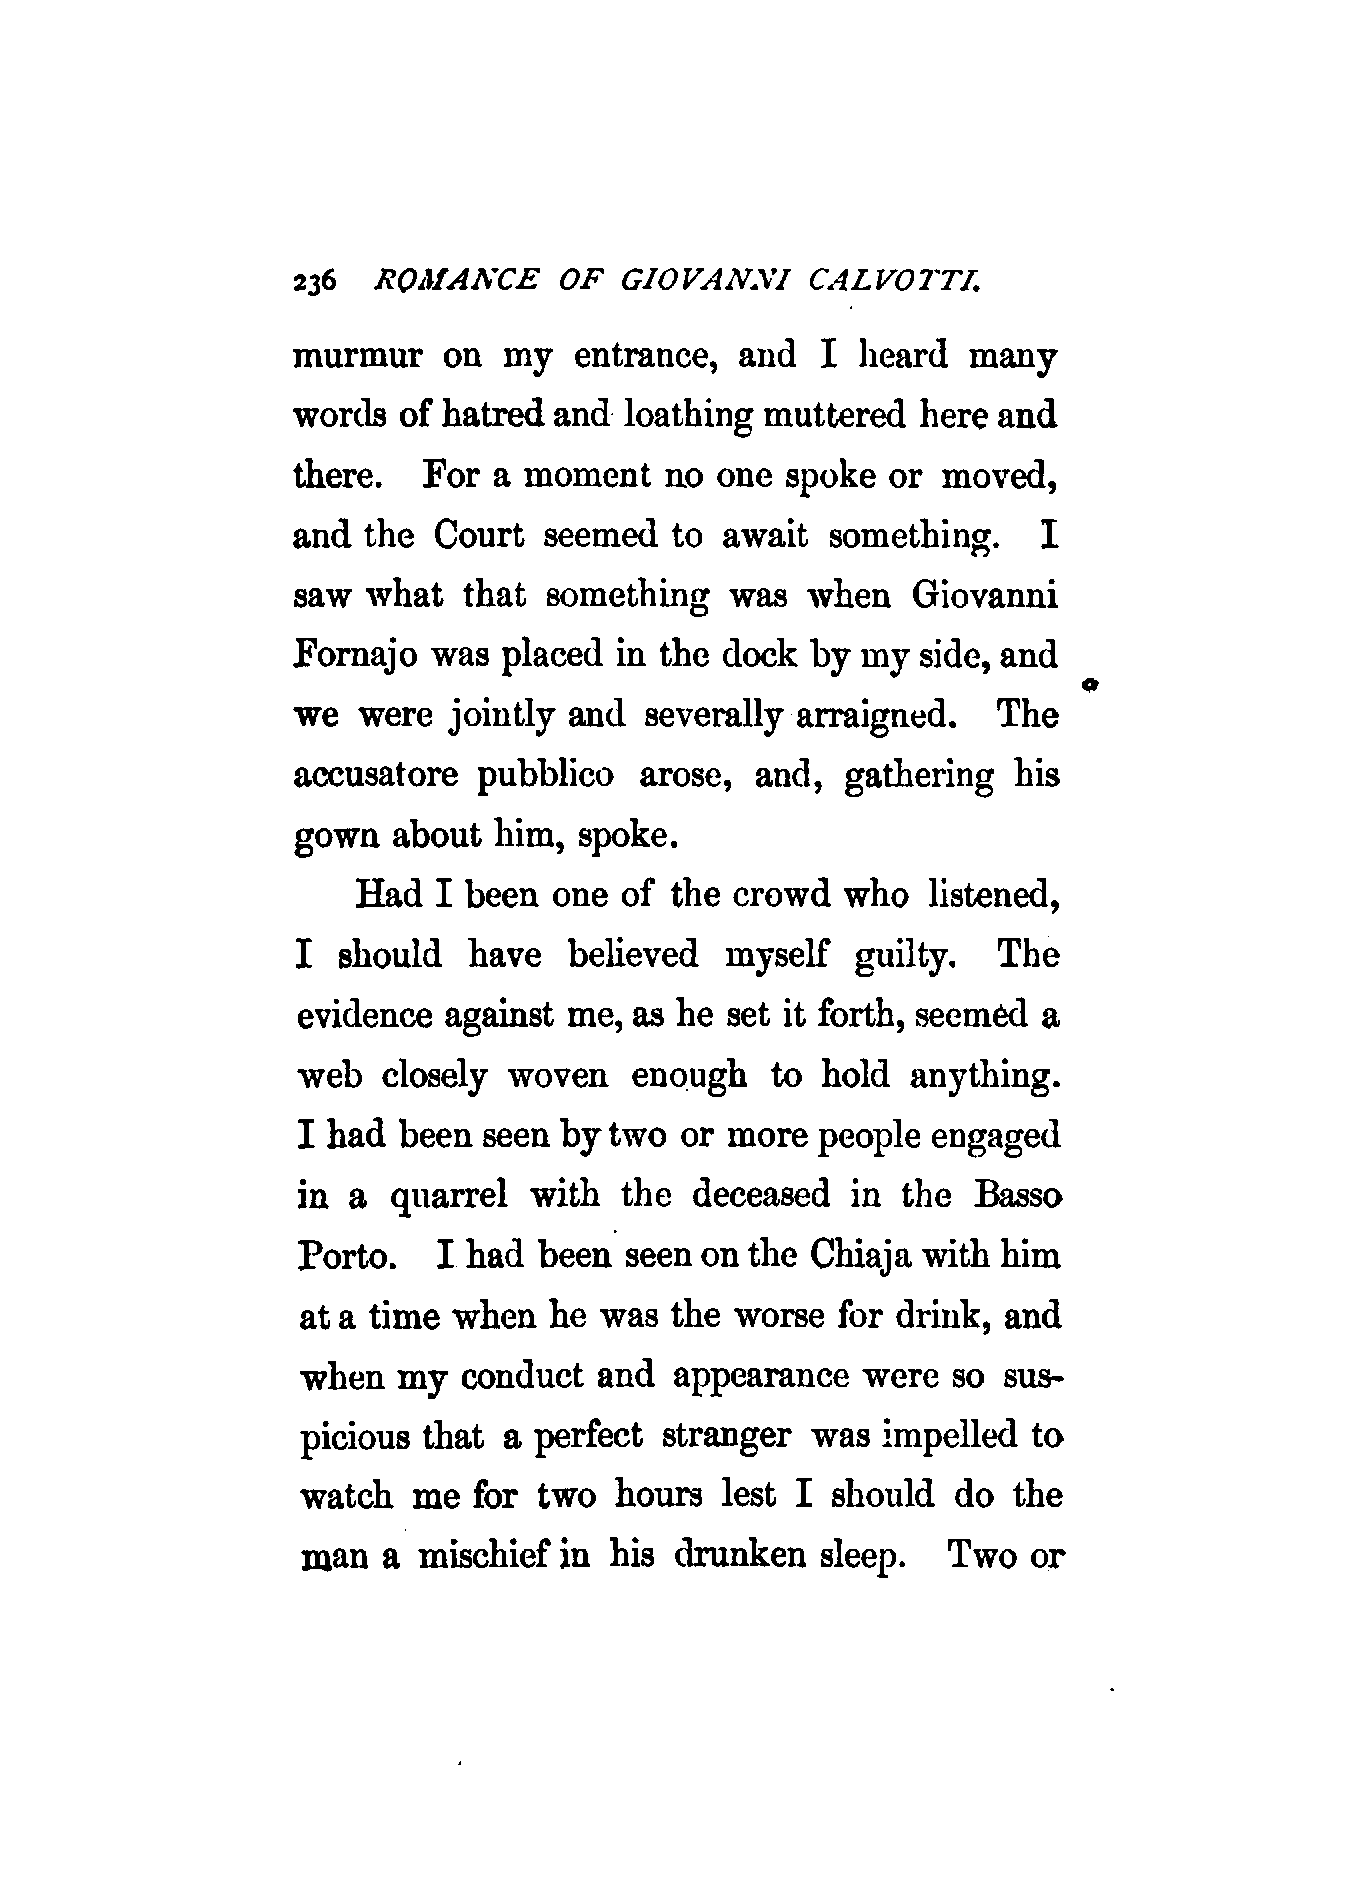 236 ROMANCE OF GIOVANNI CALVOTTI.
murmur on my entrance, and I heard many
words of hatred and loathing muttered here and
there. For a moment no one spoke or moved,
and the Court seemed to await something. I
saw what that something was when Giovanni
Fornajo was placed in the dock by my side, and
we were jointly and severally arraigned. The
accusatore pubblico arose, and, gathering his
gown about him, spoke.
Had I been one of the crowd who listened,
I should have believed myself guilty. The
evidence against me, as he set it forth, seemed a
web closely woven enough to hold anything.
I had been seen by two or more people engaged
in a quarrel with the deceased in the Basso
Porto. I had been seen on the Chiaja with him
at a time when he was the worse for drink, and
when my conduct and appearance were so sus-
picious that a perfect stranger was impelled to
watch me for two hours lest I should do the
man a mischief in his drunken sleep. Two or